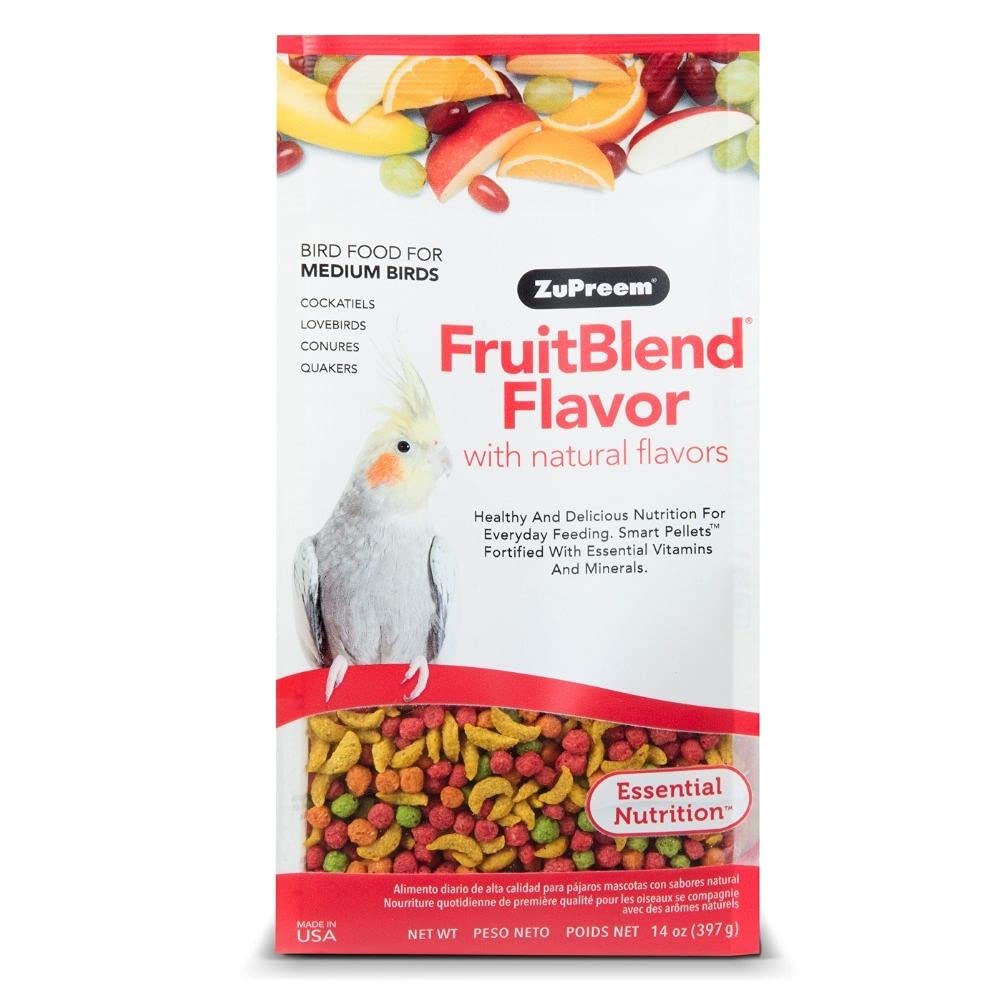 BIRD FOOD FOR
MEDIUM BIRDS
COCKATIELS
LOVEBIRDS
CONURES
QUAKERS
ZuPreem®
FruitBlend®
Flavor
with natural flavors
Healthy And Delicious Nutrition For
Everyday Feeding. Smart Pellets™
Fortified With Essential Vitamins
And Minerals.
Essential
Nutrition™
Alimento diario de alta calidad para pájaros mascotas con sabores natural
Nourriture quotidienne de première qualité pour les oiseaux se compagnie
avec des arômes naturels
MADE IN
USA
NET WT PESO NETO POIDS NET 14 oz (397 g)